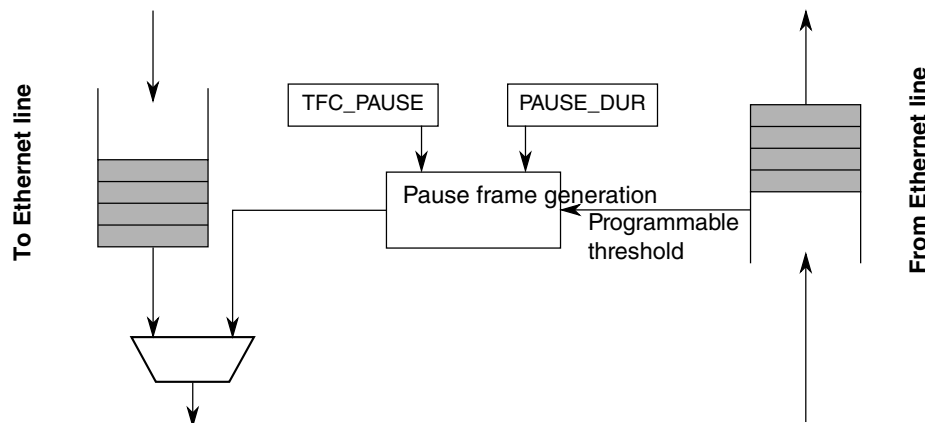 To Ethernet line
TFC_PAUSE
PAUSE_DUR
Pause frame generation
Programmable
threshold
From Ethernet line